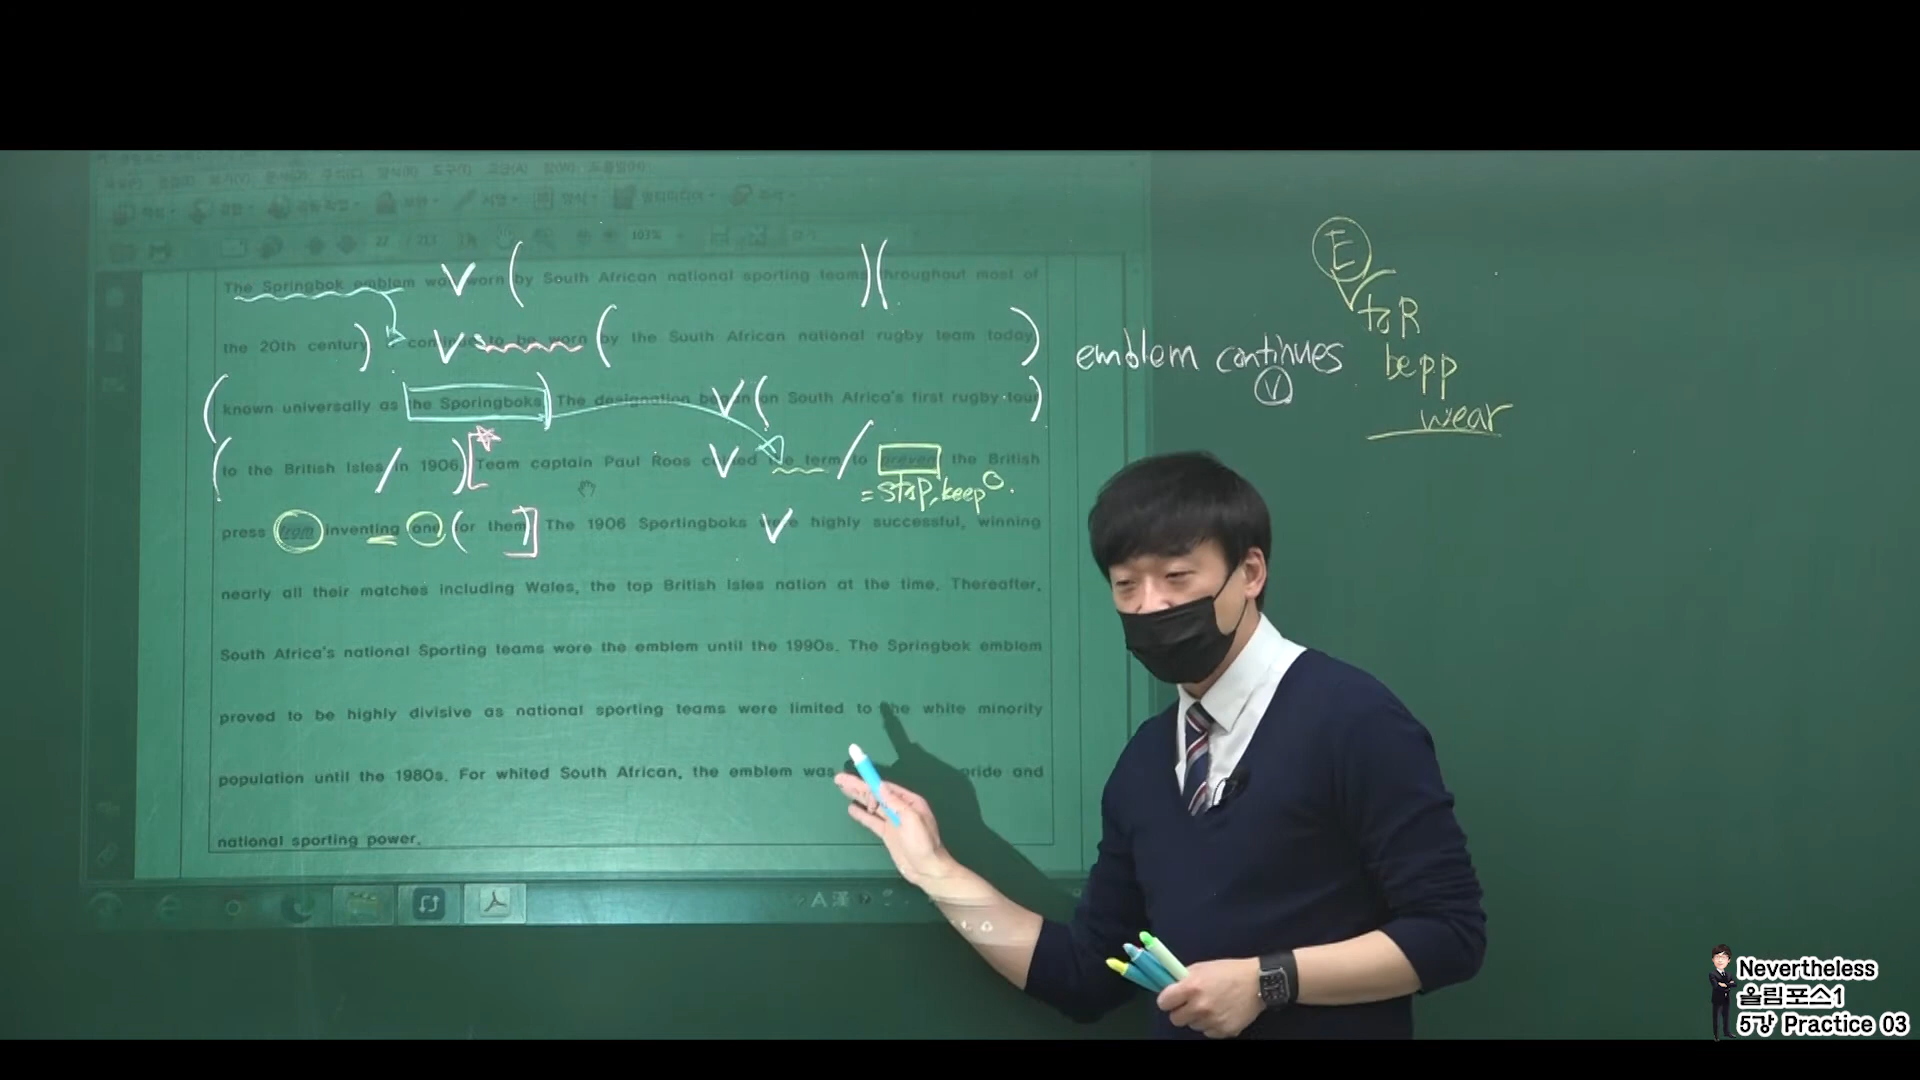 The Springbok emblem was worn by South African national sporting teams throughout most of
the 20th century to be worn by the South African national rugby team today,
known universally as the Sporingboks. The designation began on South Africa's first rugby tour
to the British Isles in 1906. Team captain Paul Roos the term to prevent the British
press from inventing one for them. The 1906 Sportingboks were highly successful, winning
nearly all their matches including Wales, the top British Isles nation at the time. Thereafter,
South Africa's national Sporting teams wore the emblem until the 1990s. The Springbok emblem
proved to be highly divisive as national sporting teams were limited to the white minority
population until the 1980s. For whited South African, the emblem was pride and
national sporting power.
= stop, keep
emblem continues
V
E
to R
be pp
wear
Nevertheless
올림포스1
5강 Practice 03